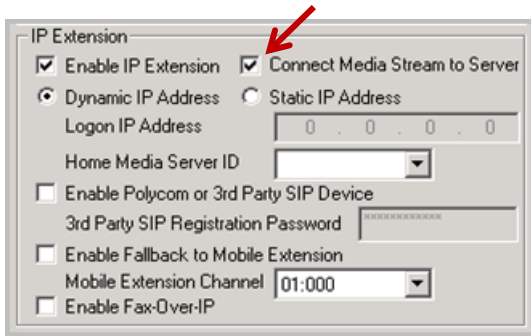 IP Extension
Enable IP Extension Connect Media Stream to Server
Dynamic IP Address Static IP Address
Logon IP Address 0 . 0 . 0 . 0
Home Media Server ID
Enable Polycom or 3rd Party SIP Device
3rd Party SIP Registration Password ************
Enable Fallback to Mobile Extension
Mobile Extension Channel 01:000
Enable Fax-Over-IP